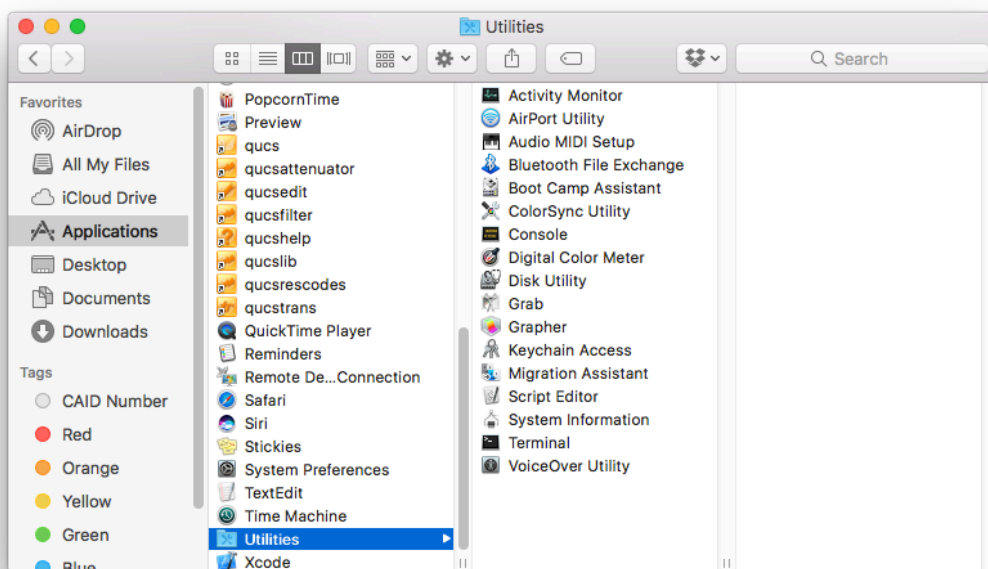 Utilities
Search
Favorites
AirDrop
All My Files
iCloud Drive
Applications
Desktop
Documents
Downloads
Tags
CAID Number
Red
Orange
Yellow
Green
Blue
PopcornTime
Preview
qucs
qucsattenuator
qucsedit
qucsfilter
qucshelp
qucslib
qucsrescodes
qucstrans
QuickTime Player
Reminders
Remote De...Connection
Safari
Siri
Stickies
System Preferences
TextEdit
Time Machine
Utilities
Xcode
Activity Monitor
AirPort Utility
Audio MIDI Setup
Bluetooth File Exchange
Boot Camp Assistant
ColorSync Utility
Console
Digital Color Meter
Disk Utility
Grab
Grapher
Keychain Access
Migration Assistant
Script Editor
System Information
Terminal
VoiceOver Utility